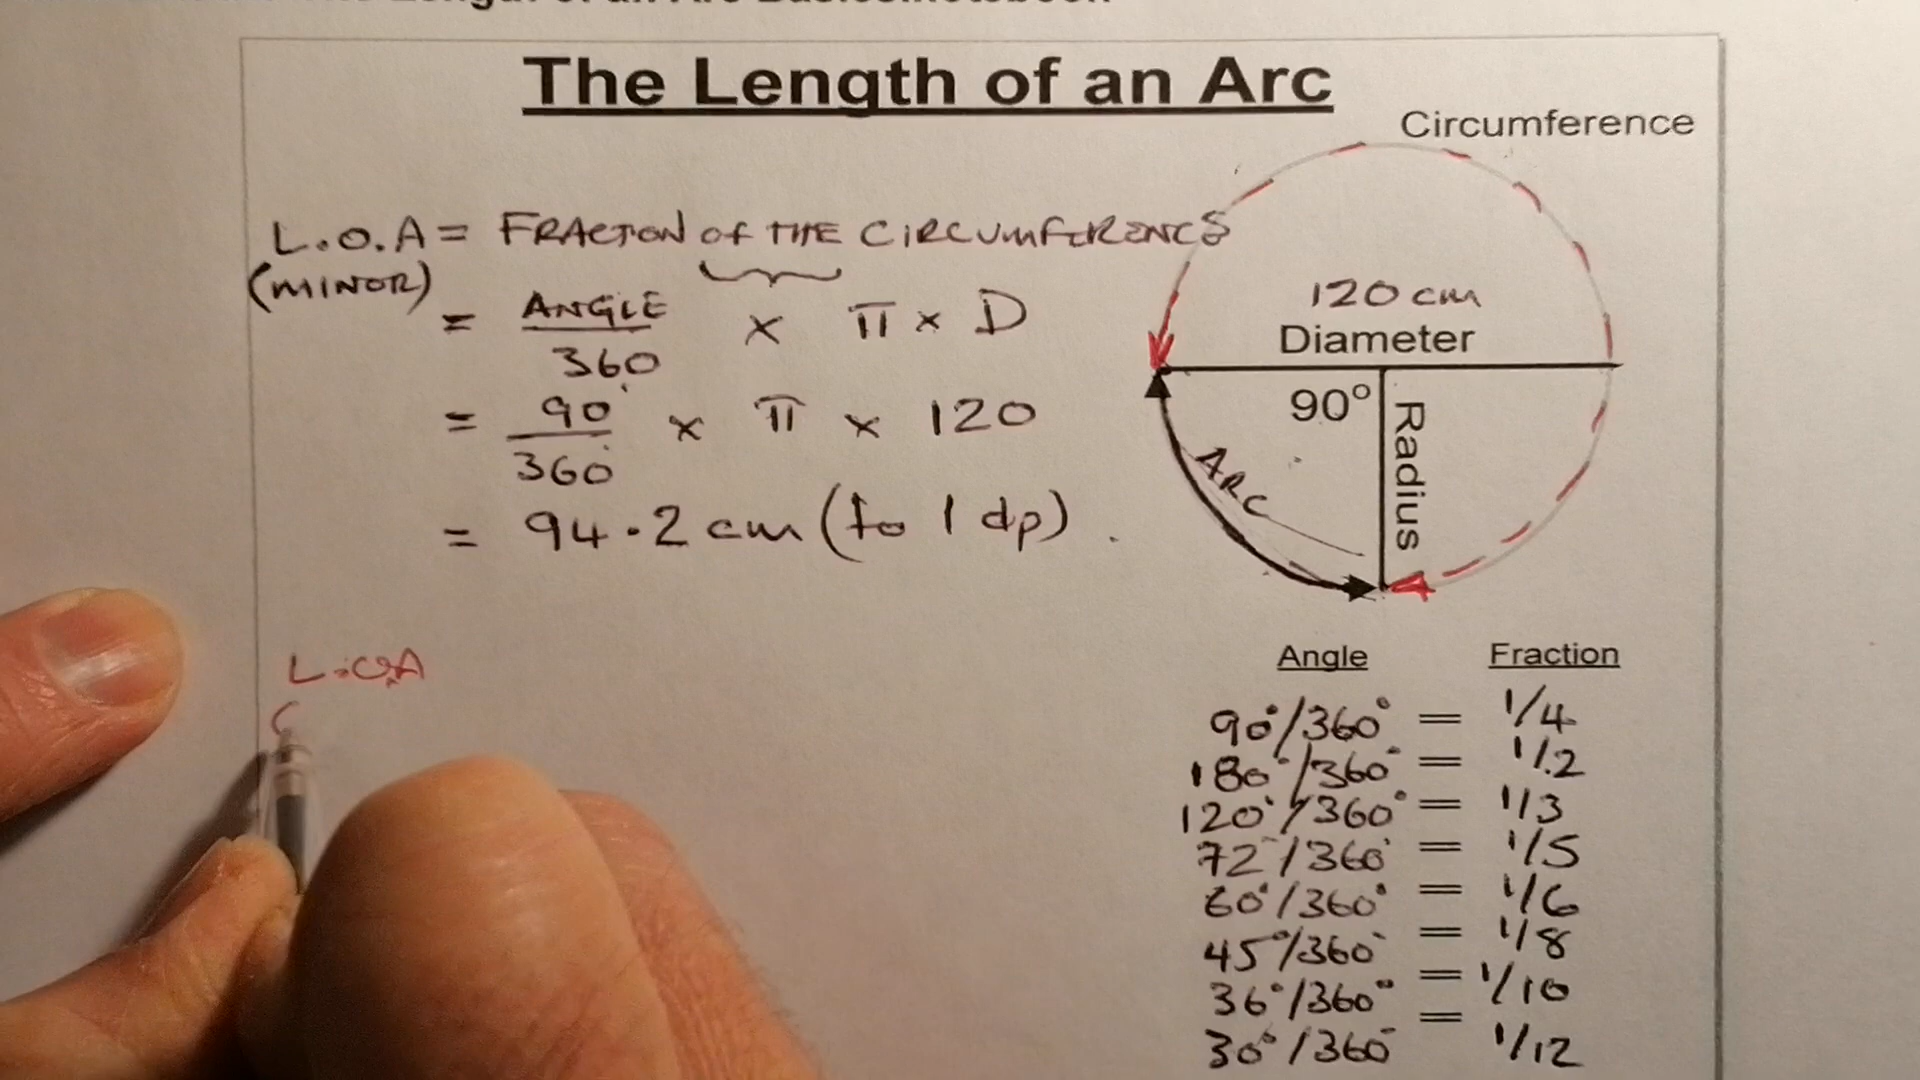 The Length of an Arc
Circumference
L.O.A = FRACTION OF THE CIRCUMFERENCE
(MINOR)
= ANGLE/360 × π × D
= 90°/360° × π × 120
= 94.2 cm (to 1 dp).
120 cm
Diameter
90°
Radius
ARC
L.O.A
(
Angle Fraction
90°/360° = 1/4
180°/360° = 1/2
120°/360° = 1/3
72°/360° = 1/5
60°/360° = 1/6
45°/360° = 1/8
36°/360° = 1/10
30°/360° = 1/12